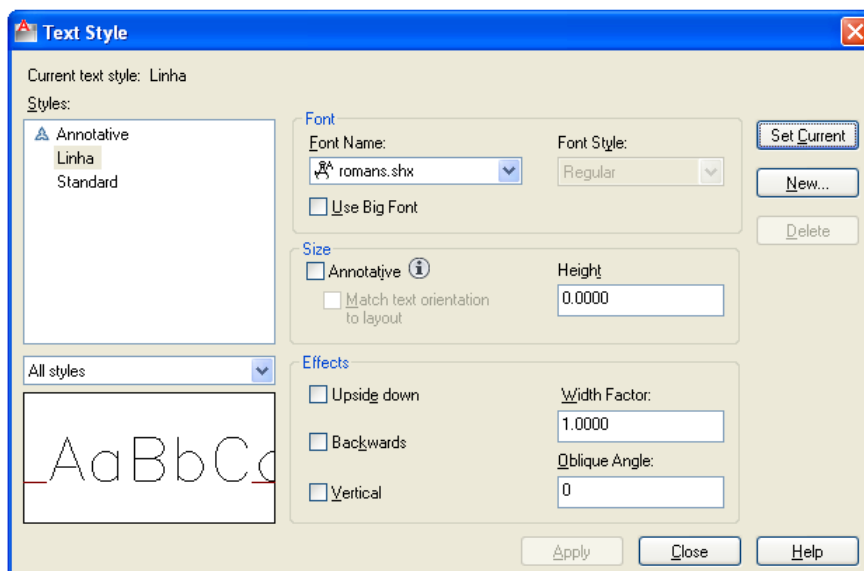 Text Style
Current text style: Linha
Styles:
Annotative
Linha
Standard
All styles
AaBbCc
Font
Font Name:
romans.shx
Use Big Font
Font Style:
Regular
Size
Annotative
Match text orientation
to layout
Height
0.0000
Effects
Upside down
Backwards
Vertical
Width Factor:
1.0000
Oblique Angle:
0
Set Current
New...
Delete
Apply
Close
Help